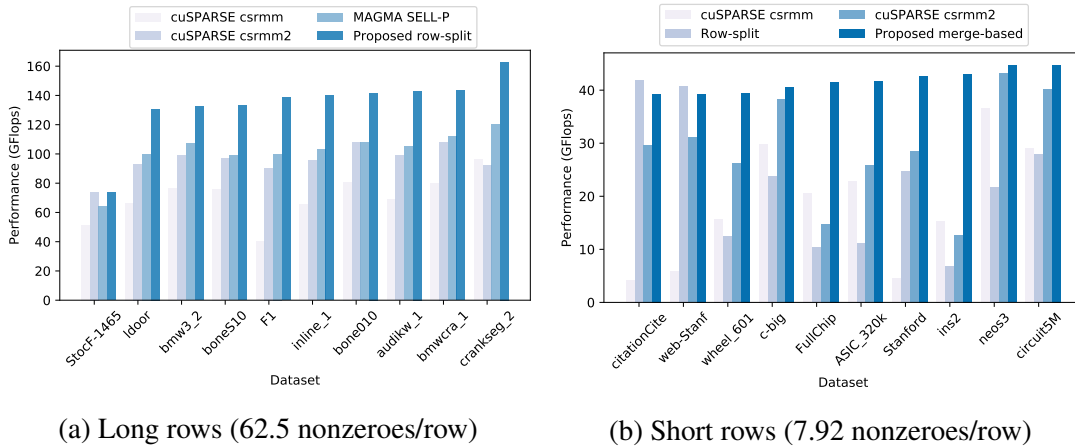 cuSPARSE csrmm
cuSPARSE csrmm2
MAGMA SELL-P
Proposed row-split
Performance (GFlops)
160
140
120
100
80
60
40
20
0
StocF-1465
ldoor
bmw3_2
boneS10
F1
inline_1
bone010
audikw_1
bmwcra_1
crankseg_2
Dataset
(a) Long rows (62.5 nonzeroes/row)
cuSPARSE csrmm
Row-split
cuSPARSE csrmm2
Proposed merge-based
Performance (GFlops)
40
30
20
10
0
citationCite
web-Stanf
wheel_601
c-big
FullChip
ASIC_320k
Stanford
ins2
neos3
circuit5M
Dataset
(b) Short rows (7.92 nonzeroes/row)